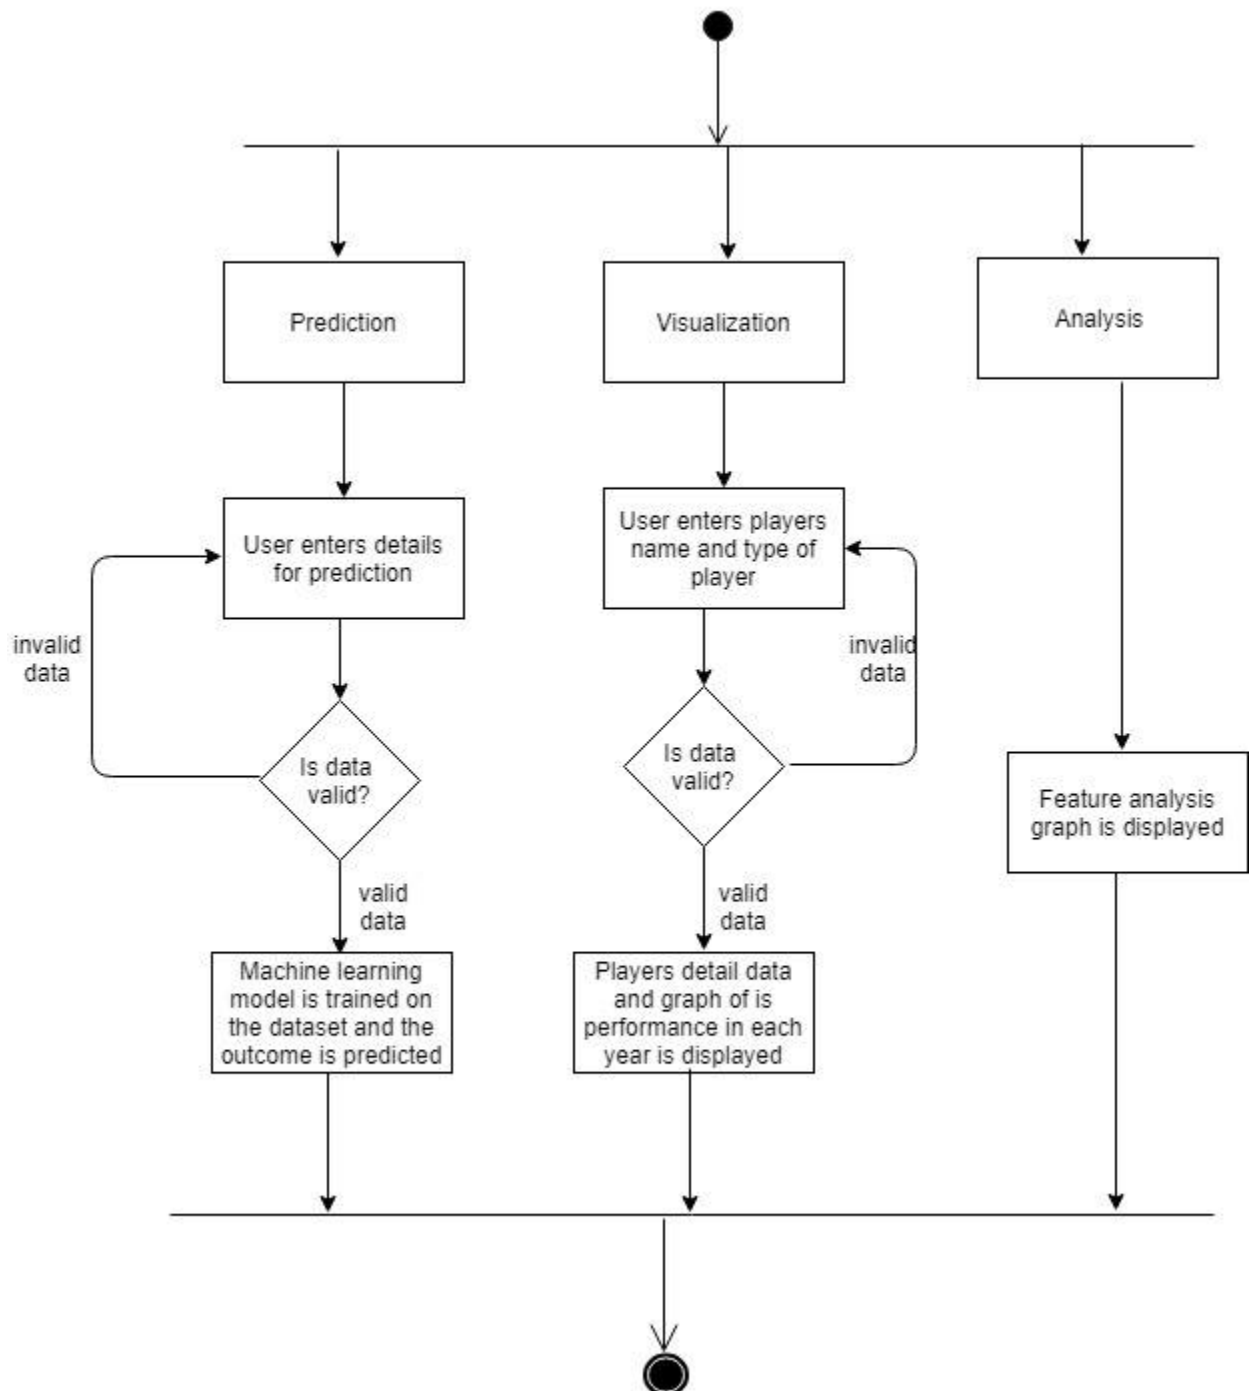 Prediction
Visualization
Analysis
User enters details
for prediction
User enters players
name and type of
player
invalid
data
invalid
data
Is data
valid?
Is data
valid?
Feature analysis
graph is displayed
valid
data
valid
data
Machine learning
model is trained on
the dataset and the
outcome is predicted
Players detail data
and graph of is
performance in each
year is displayed